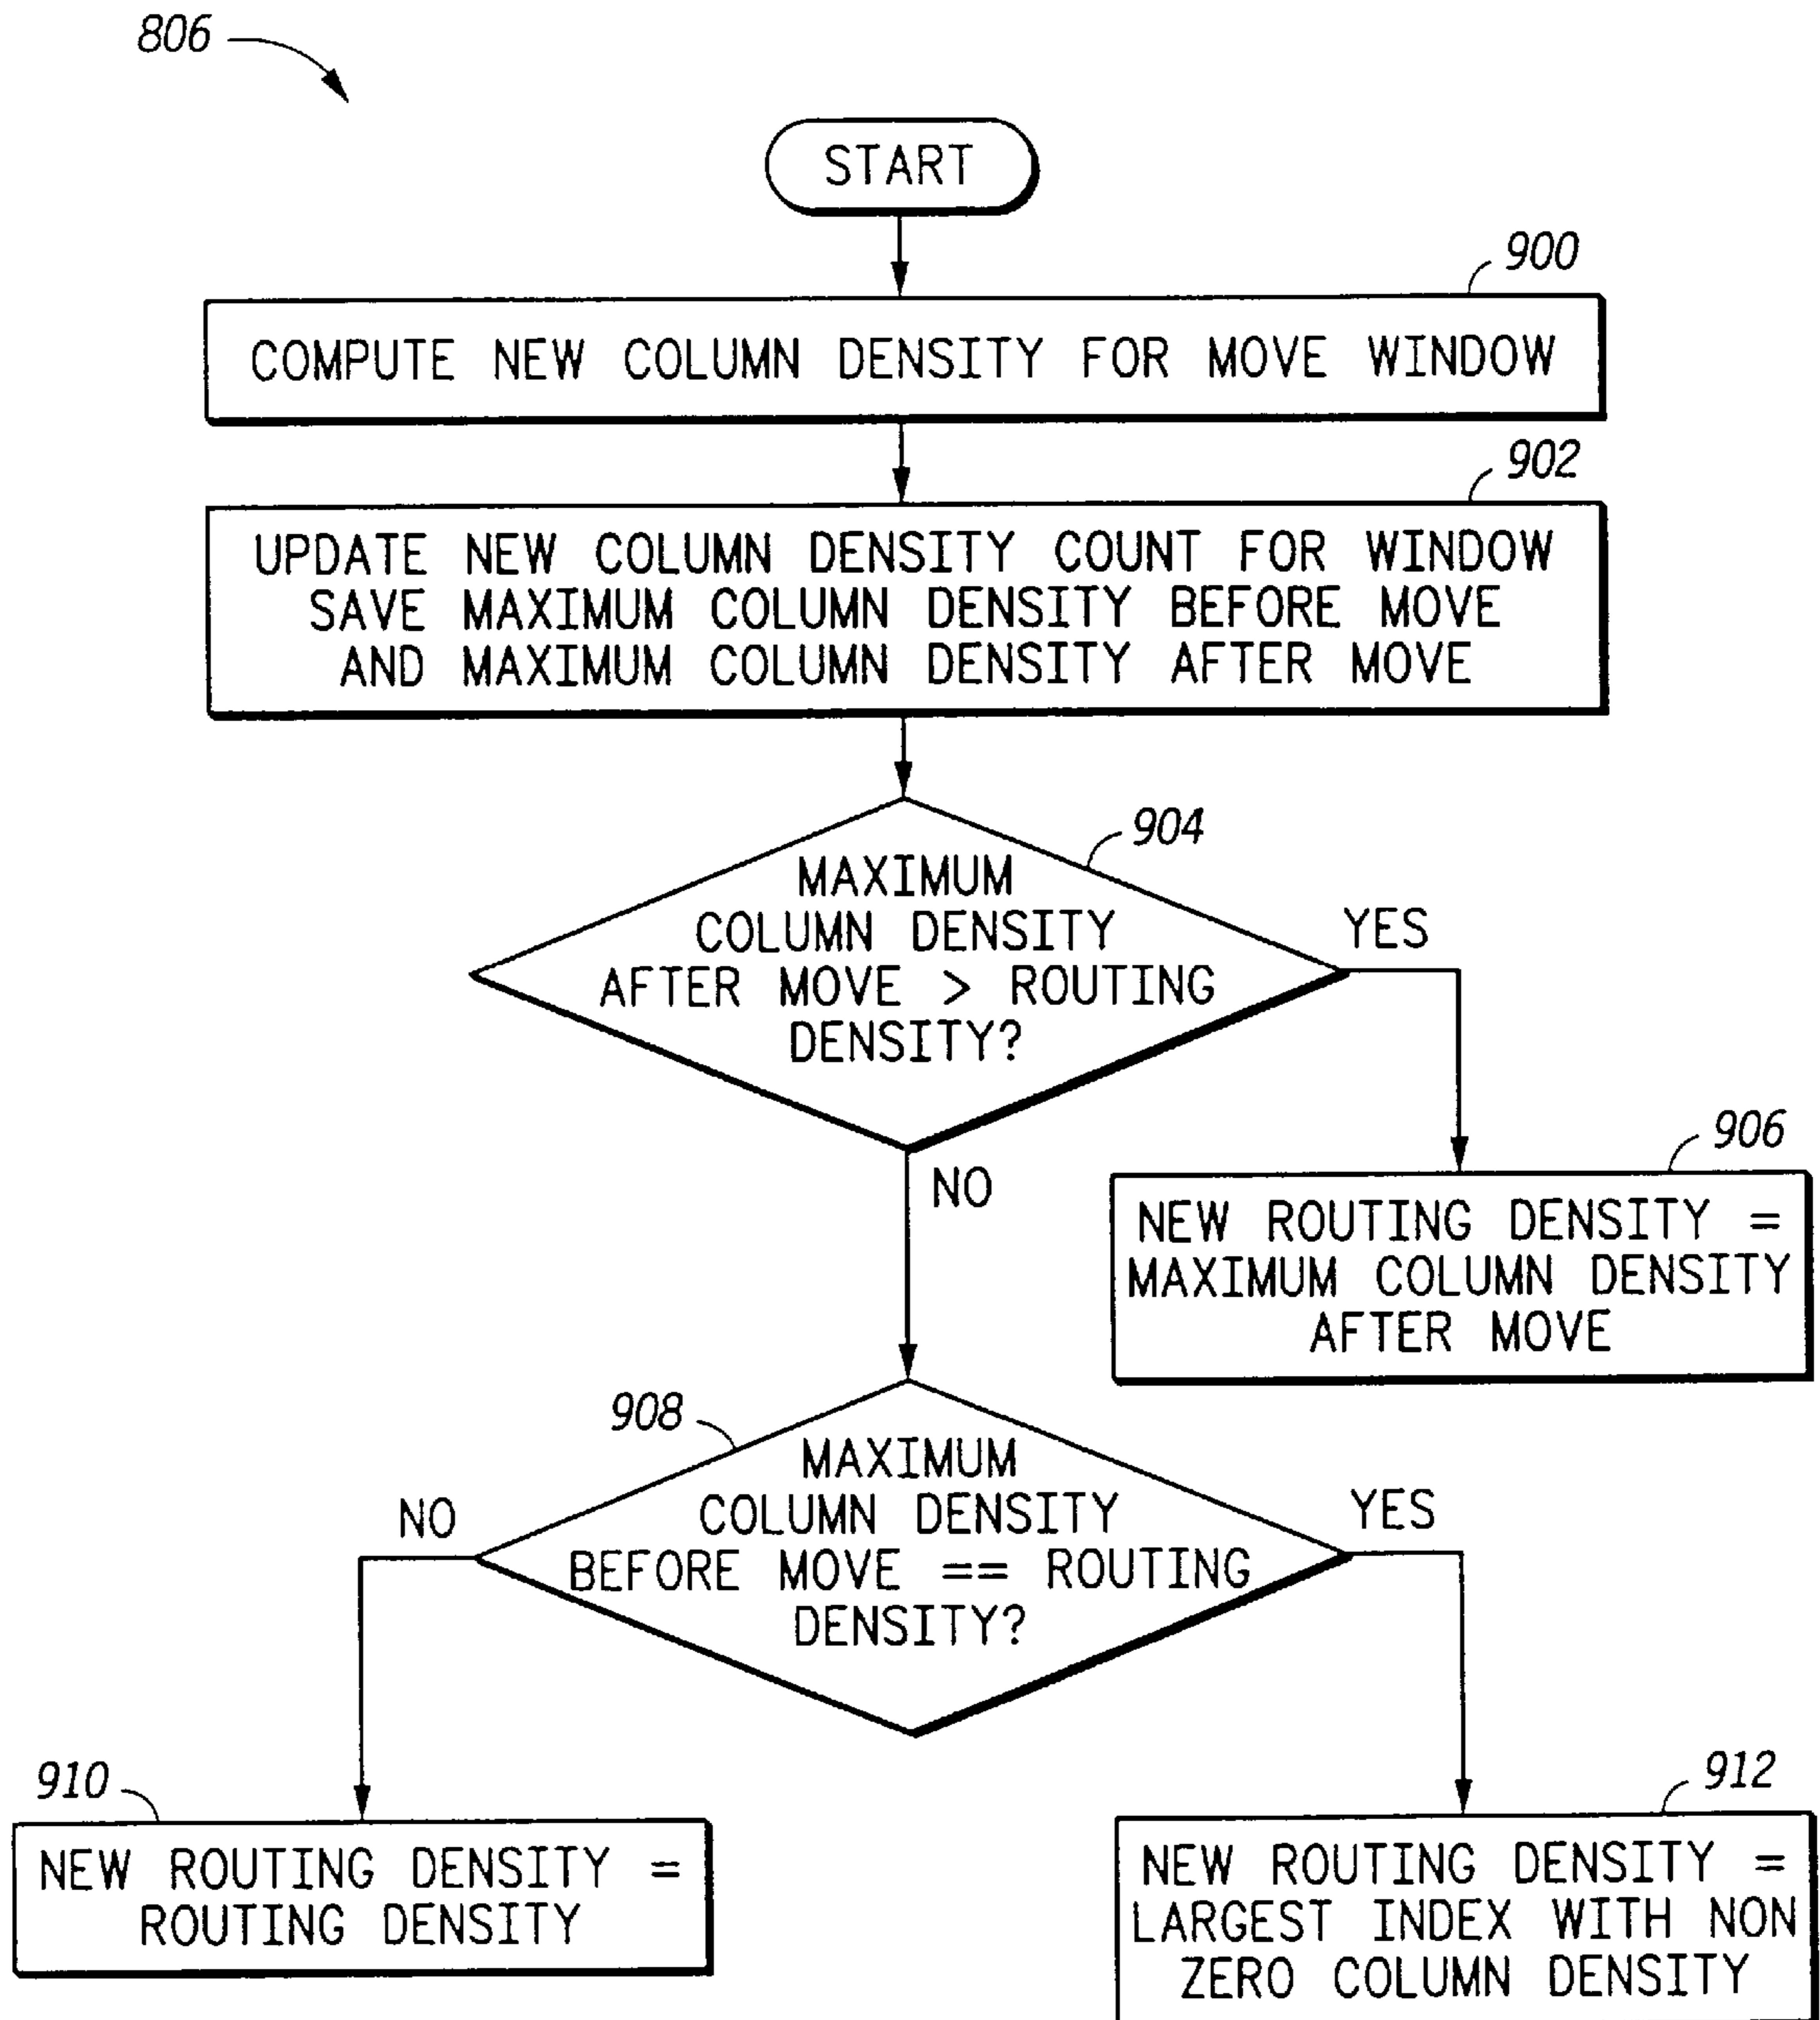 806
START
900
COMPUTE NEW COLUMN DENSITY FOR MOVE WINDOW
902
UPDATE NEW COLUMN DENSITY COUNT FOR WINDOW
SAVE MAXIMUM COLUMN DENSITY BEFORE MOVE
AND MAXIMUM COLUMN DENSITY AFTER MOVE
904
MAXIMUM
COLUMN DENSITY
AFTER MOVE > ROUTING
DENSITY?
YES
NO
906
NEW ROUTING DENSITY =
MAXIMUM COLUMN DENSITY
AFTER MOVE
908
MAXIMUM
COLUMN DENSITY
BEFORE MOVE == ROUTING
DENSITY?
NO
YES
910
NEW ROUTING DENSITY =
ROUTING DENSITY
912
NEW ROUTING DENSITY =
LARGEST INDEX WITH NON
ZERO COLUMN DENSITY